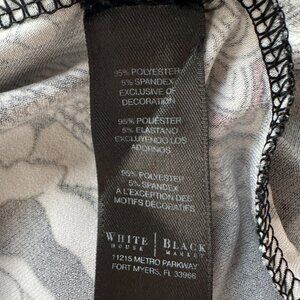 95% POLYESTER
5% SPANDEX
EXCLUSIVE OF
DECORATION
95% POLIÉSTER
5% ELASTANO
EXCLUYENDO LOS
ADORNOS
95% POLYESTER
5% SPANDEX
À L'EXCEPTION DES
MOTIFS DÉCORATIFS
WHITE | BLACK
HOUSE | MARKET
11215 METRO PARKWAY
FORT MYERS, FL 33966